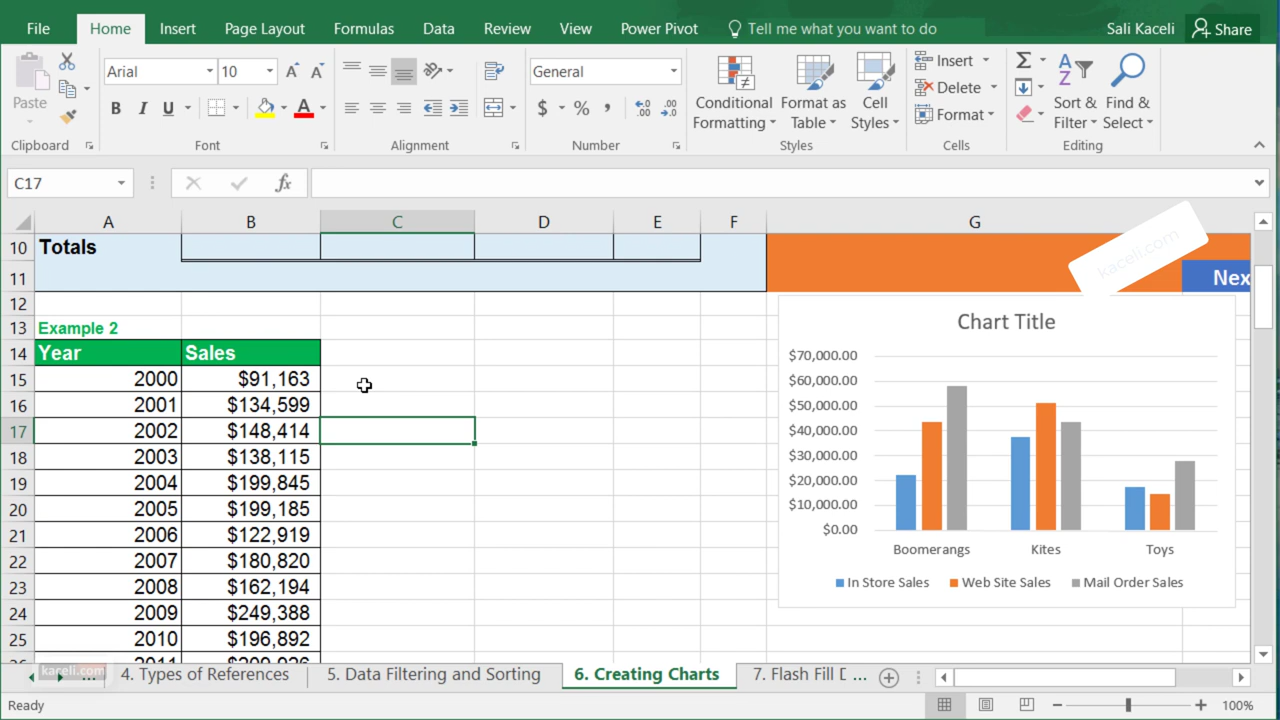 File Home Insert Page Layout Formulas Data Review View Power Pivot Tell me what you want to do Sali Kaceli Share
Paste
Clipboard
Arial 10
B I U A
Font
Alignment
General
$ % ,
Number
Conditional Formatting
Format as Table
Cell Styles
Styles
Insert
Delete
Format
Cells
Sort & Filter
Find & Select
Editing
C17 fx
A B C D E F G
10 Totals
11
12
13 Example 2
14 Year Sales
15 2000 $91,163
16 2001 $134,599
17 2002 $148,414
18 2003 $138,115
19 2004 $199,845
20 2005 $199,185
21 2006 $122,919
22 2007 $180,820
23 2008 $162,194
24 2009 $249,388
25 2010 $196,892
kaceli.com
Nex
Chart Title
$70,000.00
$60,000.00
$50,000.00
$40,000.00
$30,000.00
$20,000.00
$10,000.00
$0.00
Boomerangs Kites Toys
In Store Sales Web Site Sales Mail Order Sales
kaceli.com
... 4. Types of References 5. Data Filtering and Sorting 6. Creating Charts 7. Flash Fill D ...
Ready 100%